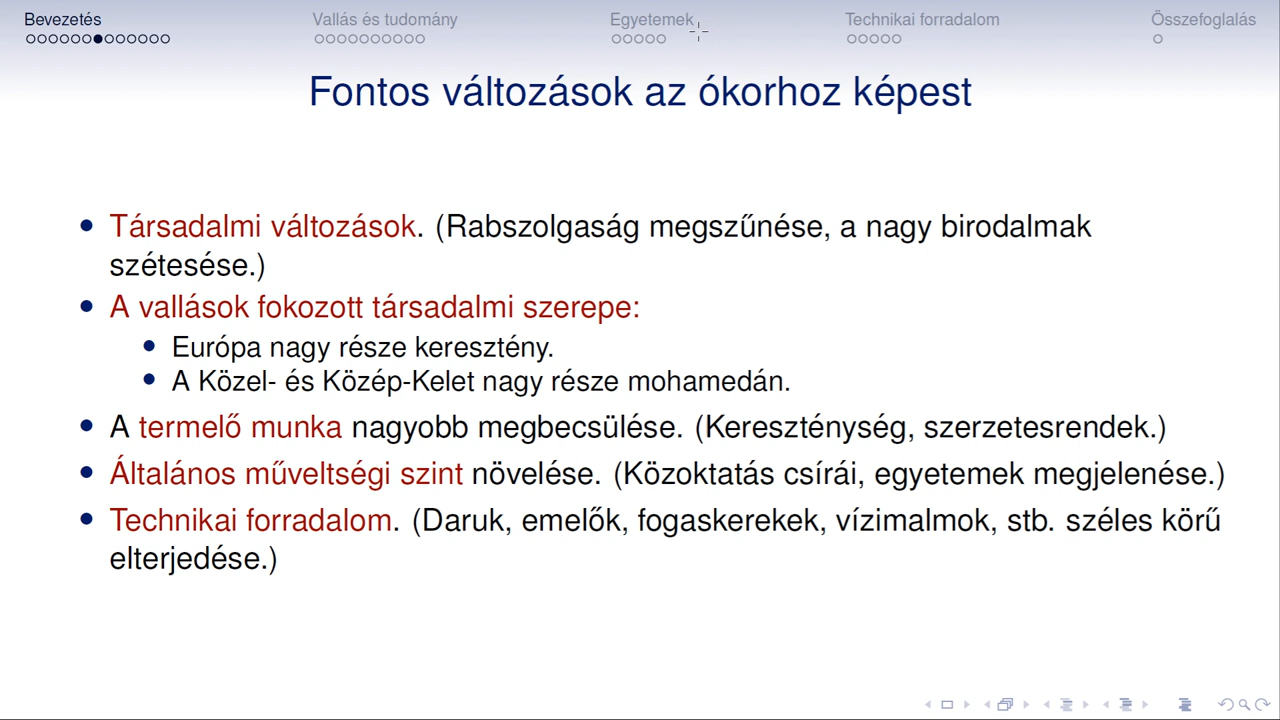 Bevezetés Vallás és tudomány Egyetemek Technikai forradalom Összefoglalás
Fontos változások az ókorhoz képest
Társadalmi változások. (Rabszolgaság megszűnése, a nagy birodalmak
szétesése.)
A vallások fokozott társadalmi szerepe:
Európa nagy része keresztény.
A Közel- és Közép-Kelet nagy része mohamedán.
A termelő munka nagyobb megbecsülése. (Kereszténység, szerzetesrendek.)
Általános műveltségi szint növelése. (Közoktatás csírái, egyetemek megjelenése.)
Technikai forradalom. (Daruk, emelők, fogaskerekek, vízimalmok, stb. széles körű
elterjedése.)